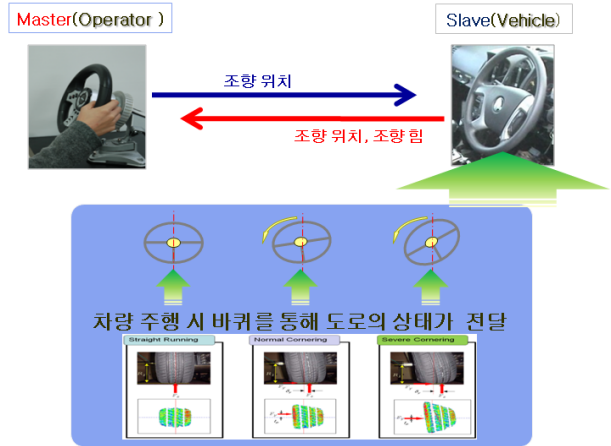 Master(Operator )
Slave(Vehicle)
조향 위치
조향 위치, 조향 힘
차량 주행 시 바퀴를 통해 도로의 상태가 전달
Straight Running
Normal Cornering
Severe Cornering